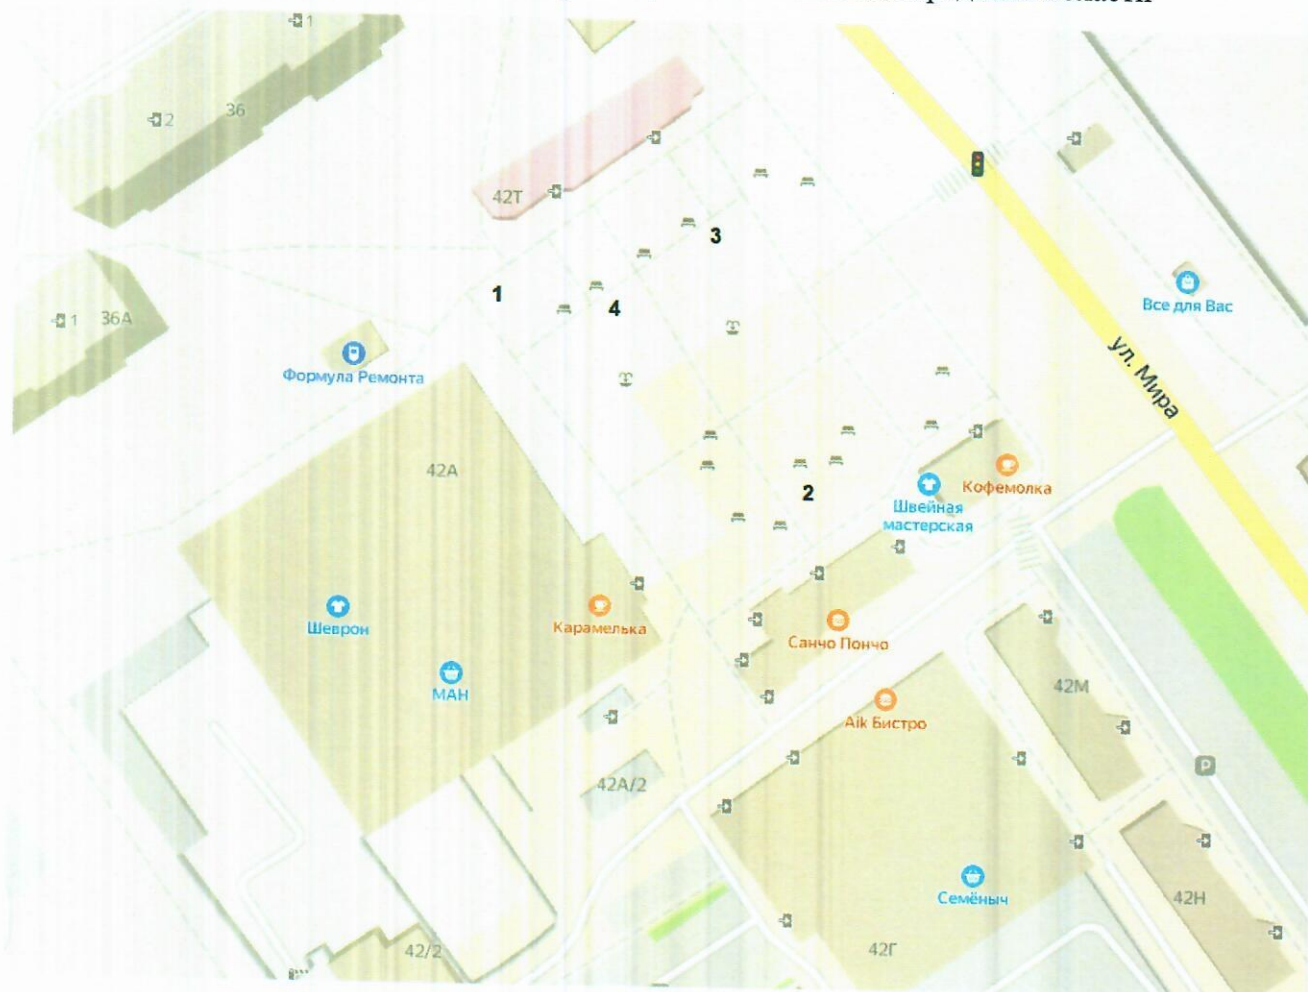 1
2
36
42Т
3
1
4
36А
1
Все для Вас
Формула Ремонта
ул. Мира
42А
Кофемолка
2
Швейная
мастерская
Шеврон
Карамелька
Санчо Пончо
МАН
42М
Aik Бистро
P
42А/2
Семёныч
42Н
42/2
42Г